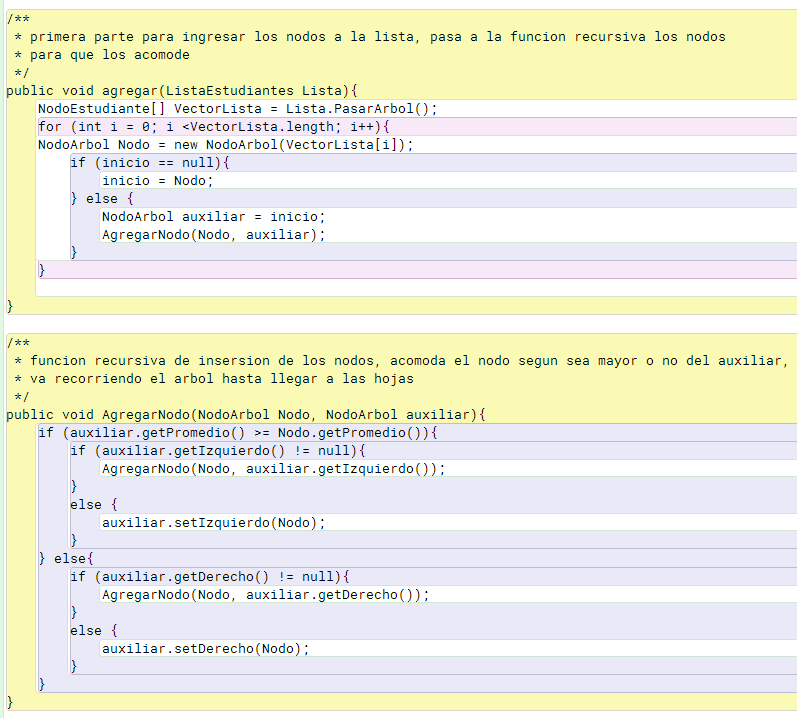 /**
 * primera parte para ingresar los nodos a la lista, pasa a la funcion recursiva los nodos
 * para que los acomode
 */
public void agregar(ListaEstudiantes Lista){
    NodoEstudiante[] VectorLista = Lista.PasarArbol();
    for (int i = 0; i <VectorLista.length; i++){
    NodoArbol Nodo = new NodoArbol(VectorLista[i]);
        if (inicio == null){
            inicio = Nodo;
        } else {
            NodoArbol auxiliar = inicio;
            AgregarNodo(Nodo, auxiliar);
        }
    }
}
/**
 * funcion recursiva de insersion de los nodos, acomoda el nodo segun sea mayor o no del auxiliar,
 * va recorriendo el arbol hasta llegar a las hojas
 */
public void AgregarNodo(NodoArbol Nodo, NodoArbol auxiliar){
    if (auxiliar.getPromedio() >= Nodo.getPromedio()){
        if (auxiliar.getIzquierdo() != null){
            AgregarNodo(Nodo, auxiliar.getIzquierdo());
        }
        else {
            auxiliar.setIzquierdo(Nodo);
        }
    } else{
        if (auxiliar.getDerecho() != null){
            AgregarNodo(Nodo, auxiliar.getDerecho());
        }
        else {
            auxiliar.setDerecho(Nodo);
        }
    }
}